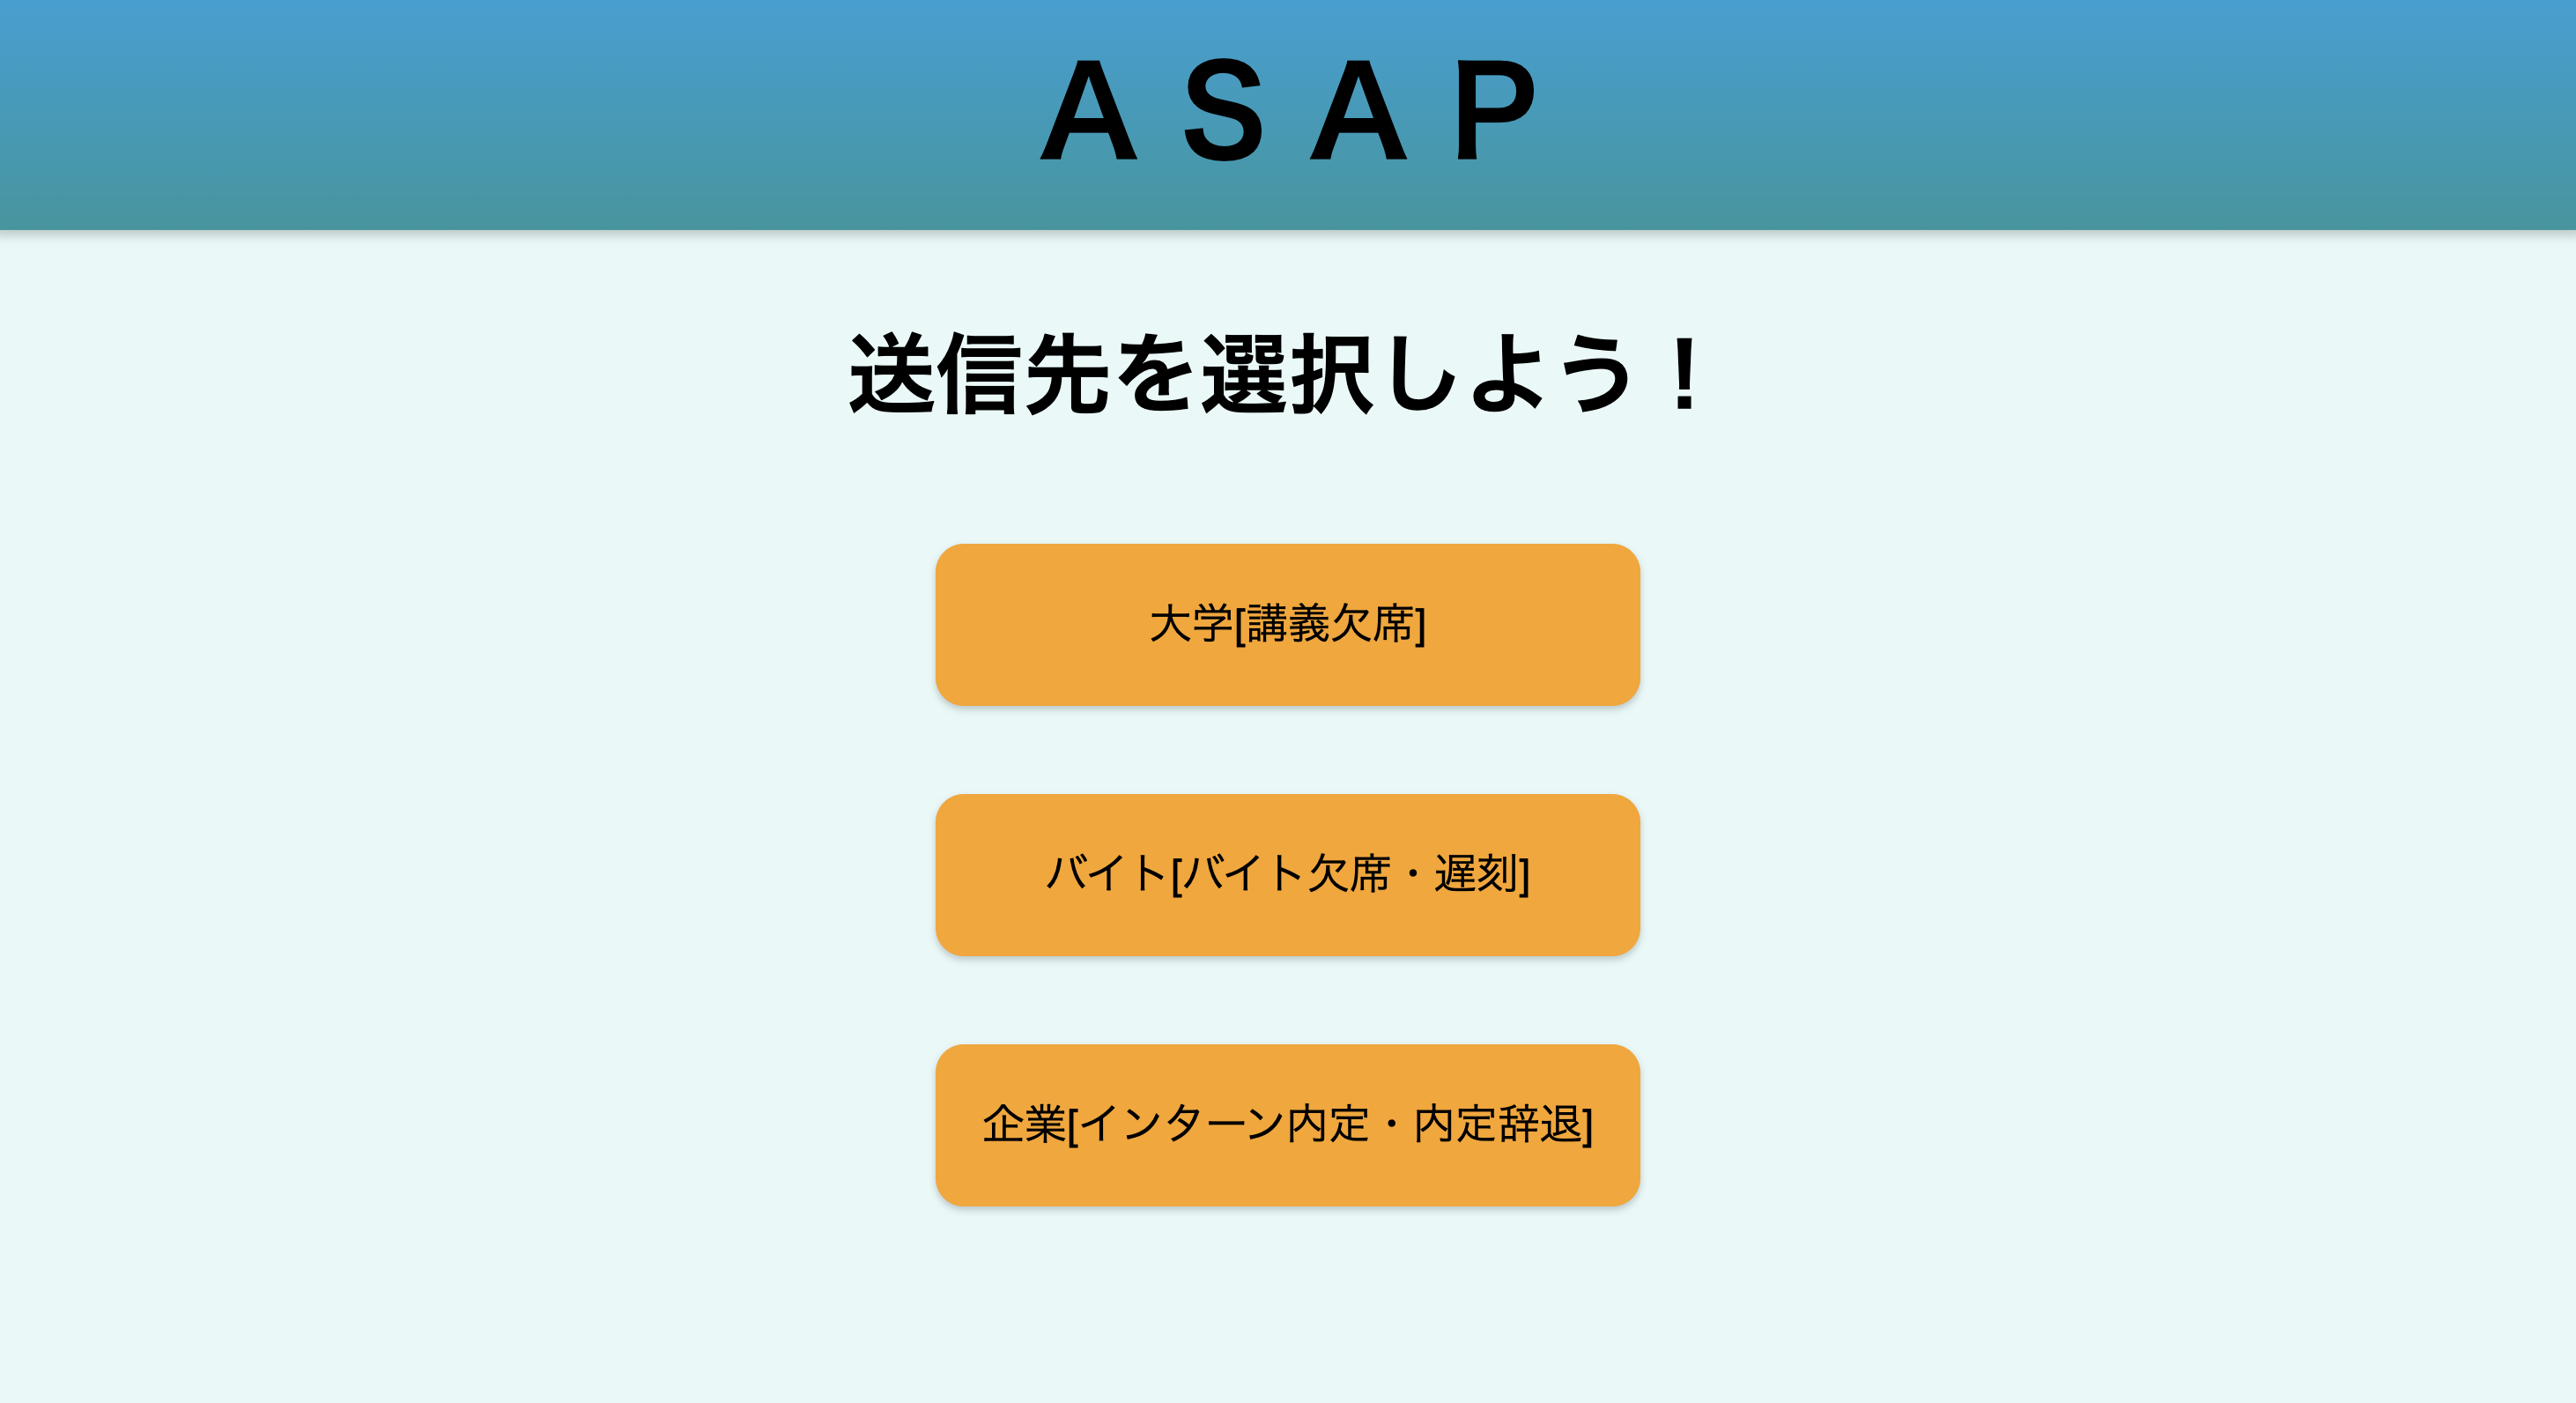 ＡＳＡＰ
送信先を選択しよう！
大学[講義欠席]
バイト[バイト欠席・遅刻]
企業[インターン内定・内定辞退]